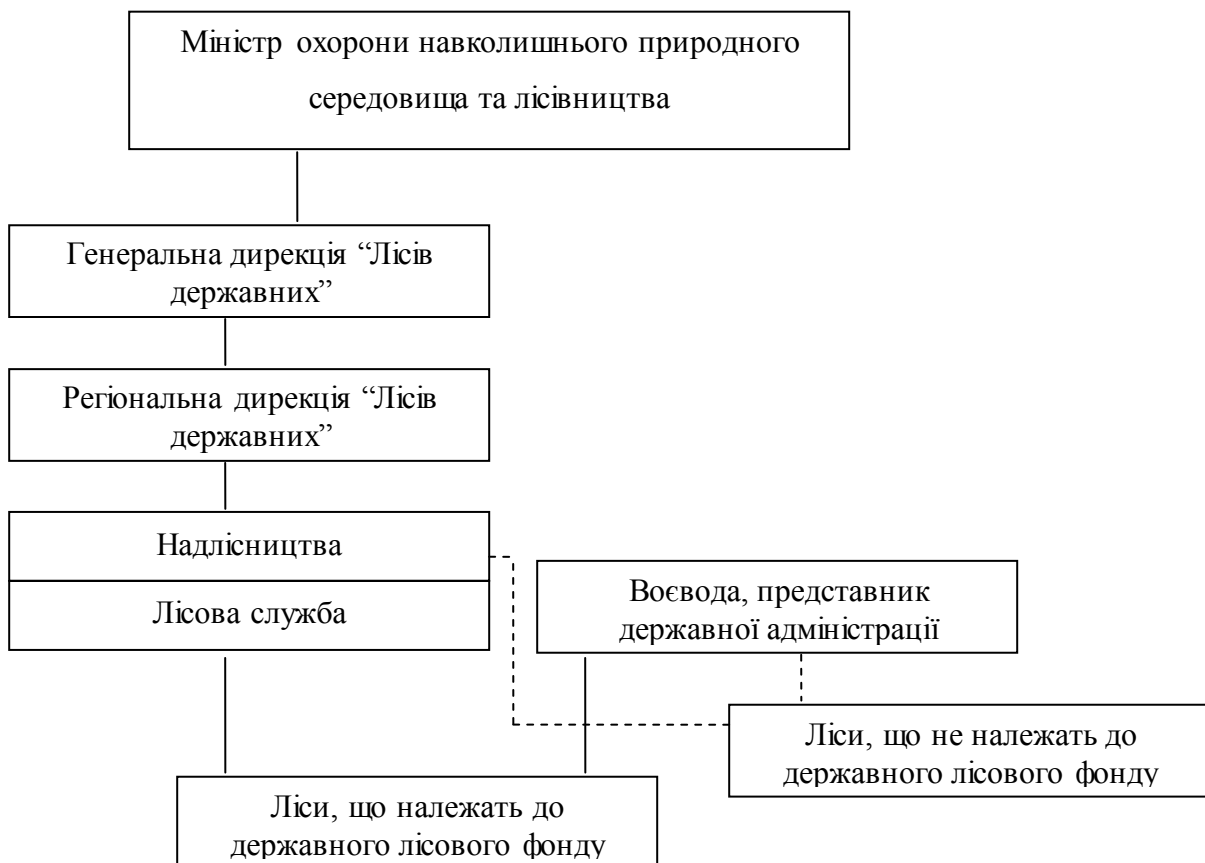 Міністр охорони навколишнього природного
середовища та лісівництва
Генеральна дирекція “Лісів
державних”
Регіональна дирекція “Лісів
державних”
Надлісництва
Лісова служба
Воєвода, представник
державної адміністрації
Ліси, що не належать до
державного лісового фонду
Ліси, що належать до
державного лісового фонду